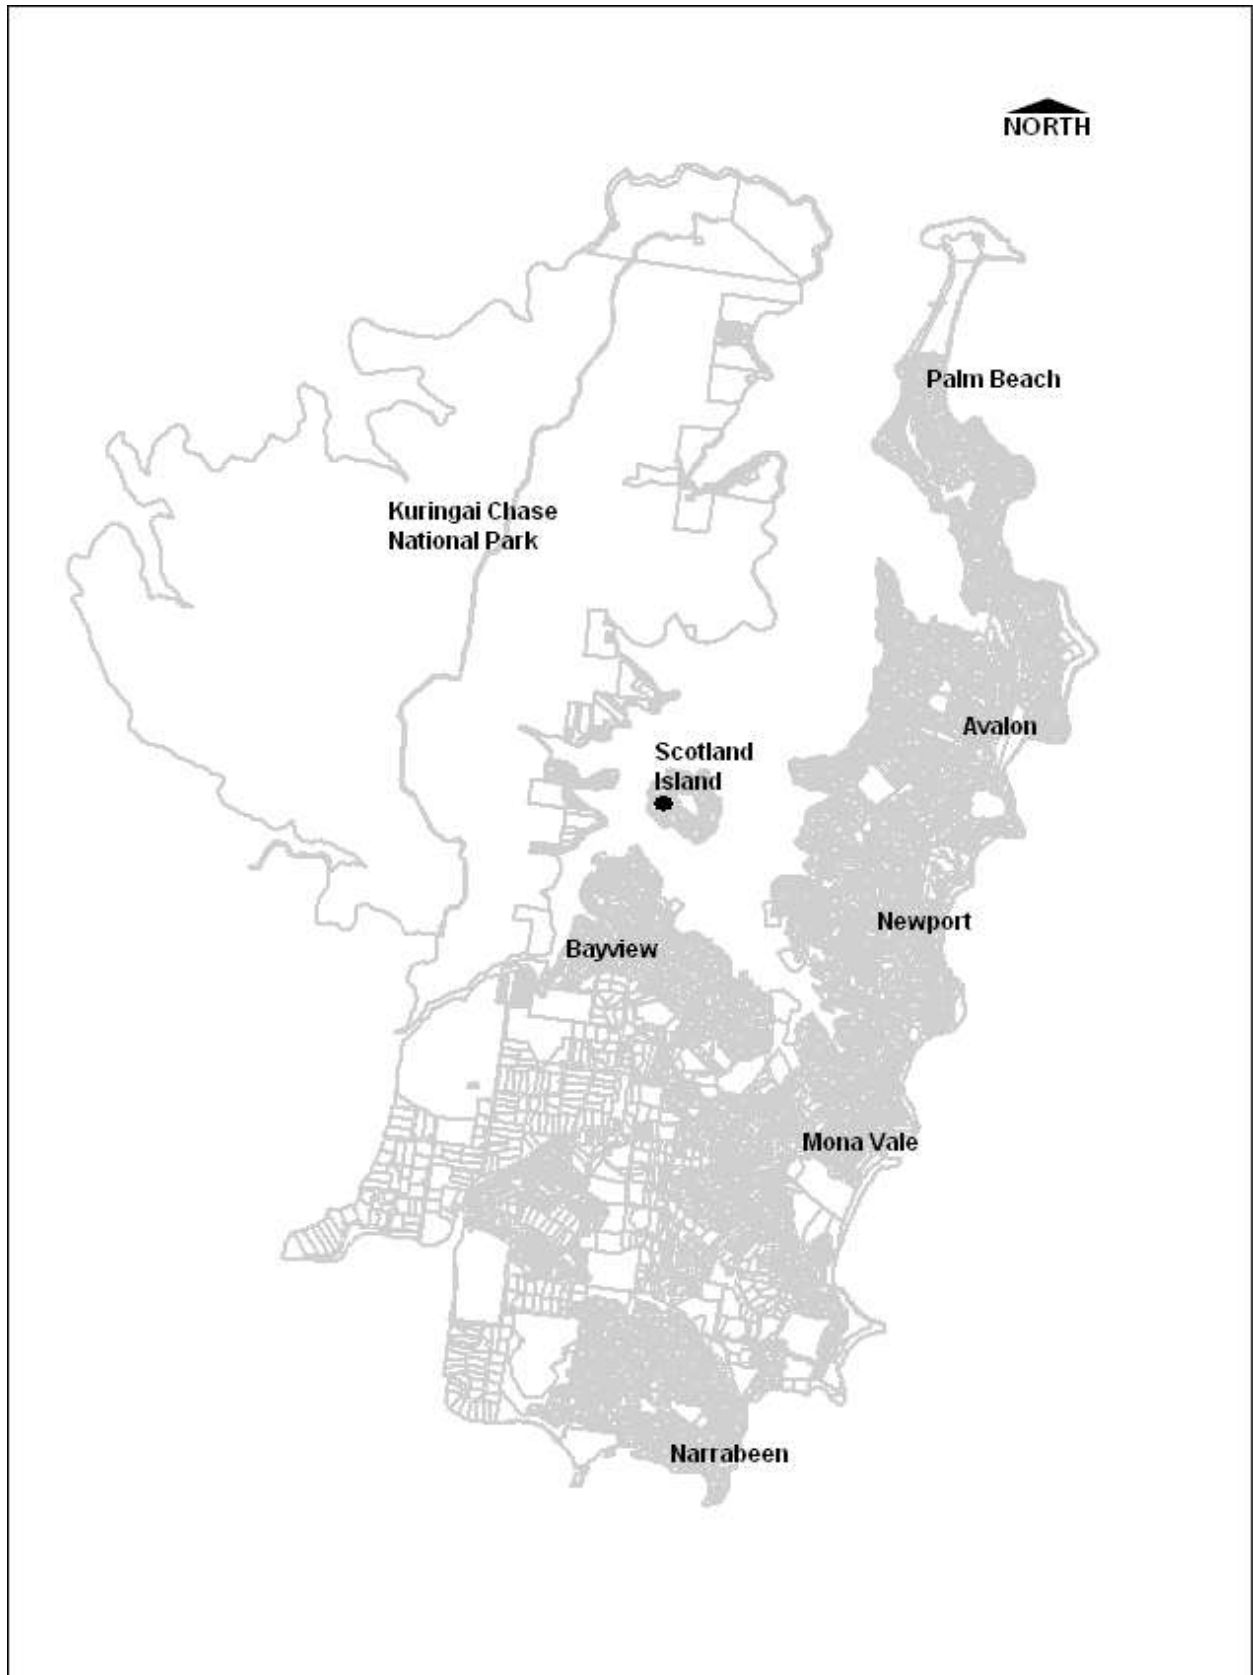 NORTH
Palm Beach
Kuringai Chase
National Park
Avalon
Scotland
Island
Newport
Bayview
Mona Vale
Narrabeen